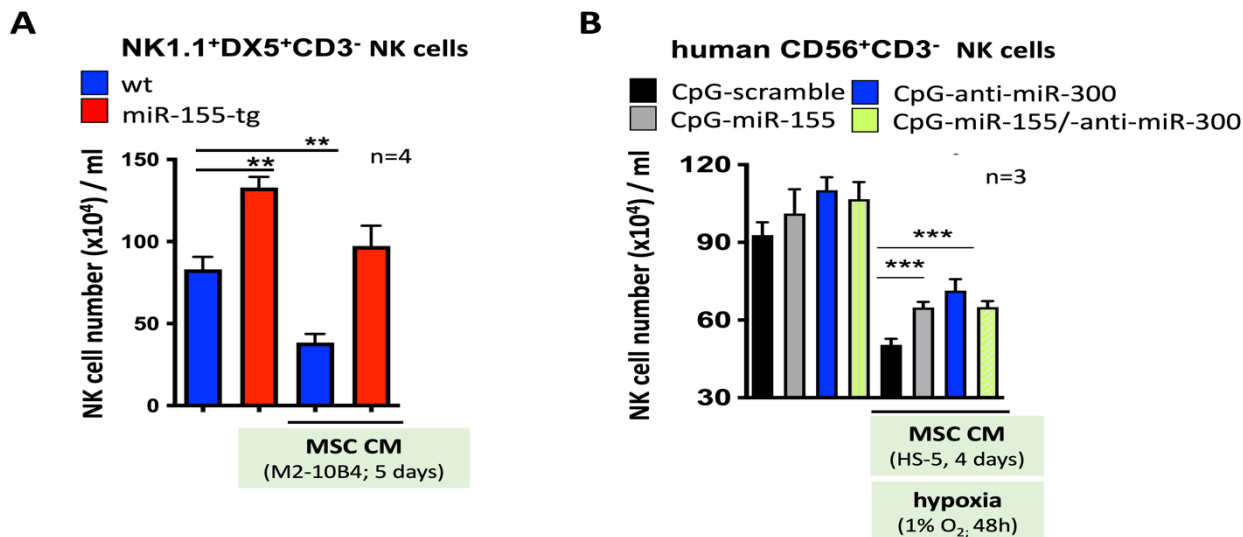 A
NK1.1⁺DX5⁺CD3⁻ NK cells
wt
miR-155-tg
NK cell number (x10⁴) / ml
150
100
50
0
**
**
n=4
MSC CM
(M2-10B4; 5 days)
B
human CD56⁺CD3⁻ NK cells
CpG-scramble
CpG-anti-miR-300
CpG-miR-155
CpG-miR-155/-anti-miR-300
NK cell number (x10⁴) / ml
120
90
60
30
n=3
***
***
MSC CM
(HS-5, 4 days)
hypoxia
(1% O₂; 48h)